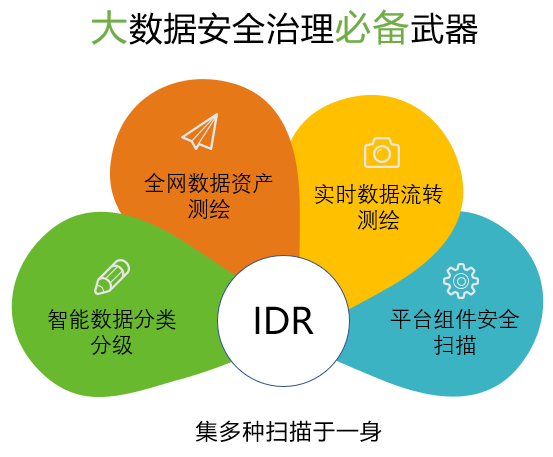 大数据安全治理必备武器
全网数据资产
测绘
实时数据流转
测绘
智能数据分类
分级
IDR
平台组件安全
扫描
集多种扫描于一身